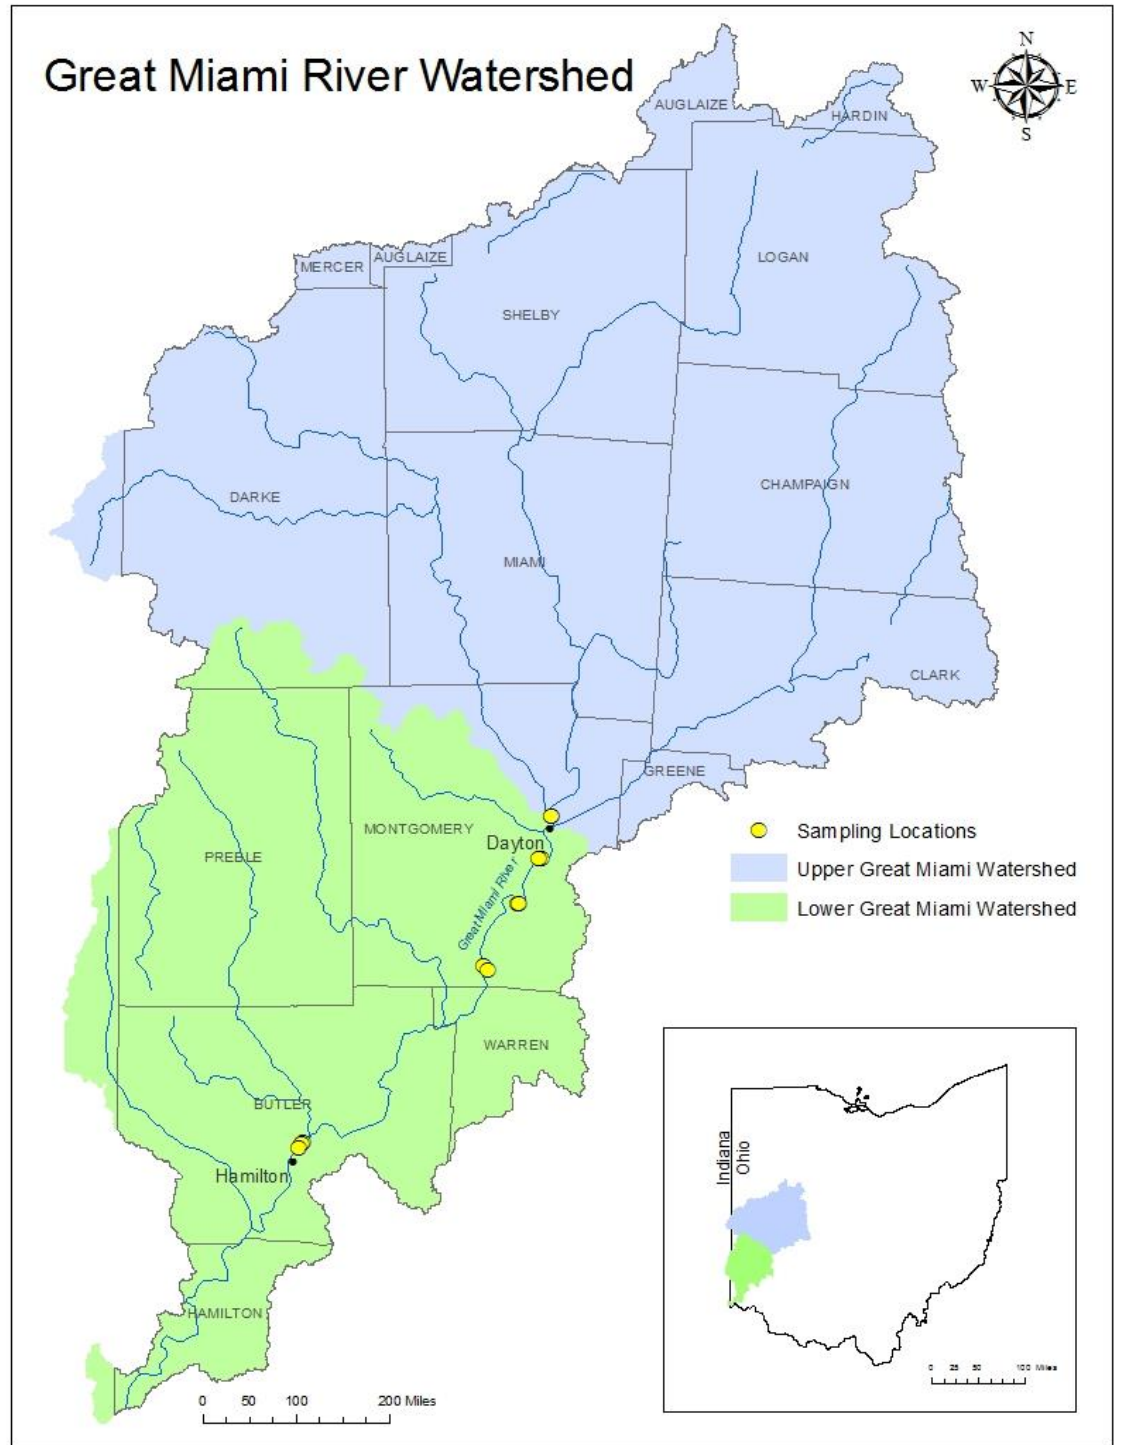 Great Miami River Watershed
N
W E
S
AUGLAIZE
HARDIN
MERCER
AUGLAIZE
LOGAN
SHELBY
DARKE
CHAMPAIGN
MIAMI
CLARK
GREENE
MONTGOMERY
PREBLE
Dayton
Great Miami River
Sampling Locations
Upper Great Miami Watershed
Lower Great Miami Watershed
WARREN
BUTLER
Hamilton
HAMILTON
0 50 100 200 Miles
Indiana
Ohio
0 25 50 100 Miles